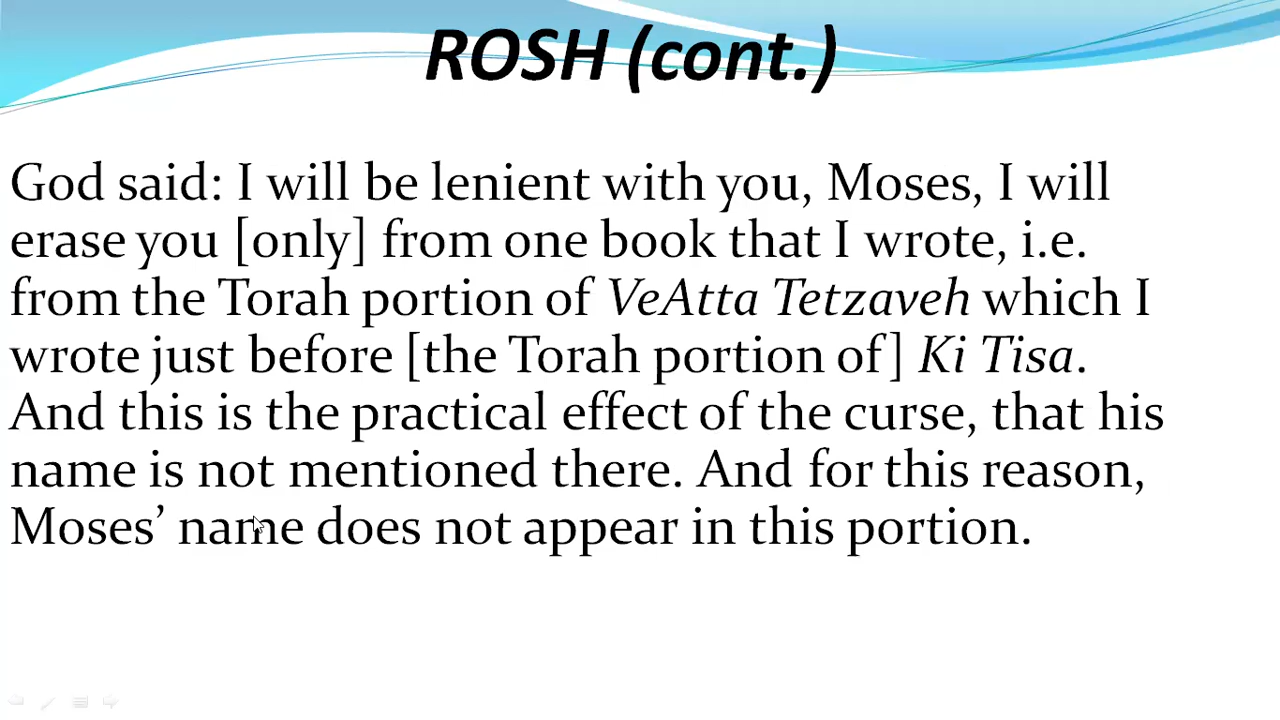 ROSH (cont.)
God said: I will be lenient with you, Moses, I will
erase you [only] from one book that I wrote, i.e.
from the Torah portion of VeAtta Tetzaveh which I
wrote just before [the Torah portion of] Ki Tisa.
And this is the practical effect of the curse, that his
name is not mentioned there. And for this reason,
Moses’ name does not appear in this portion.